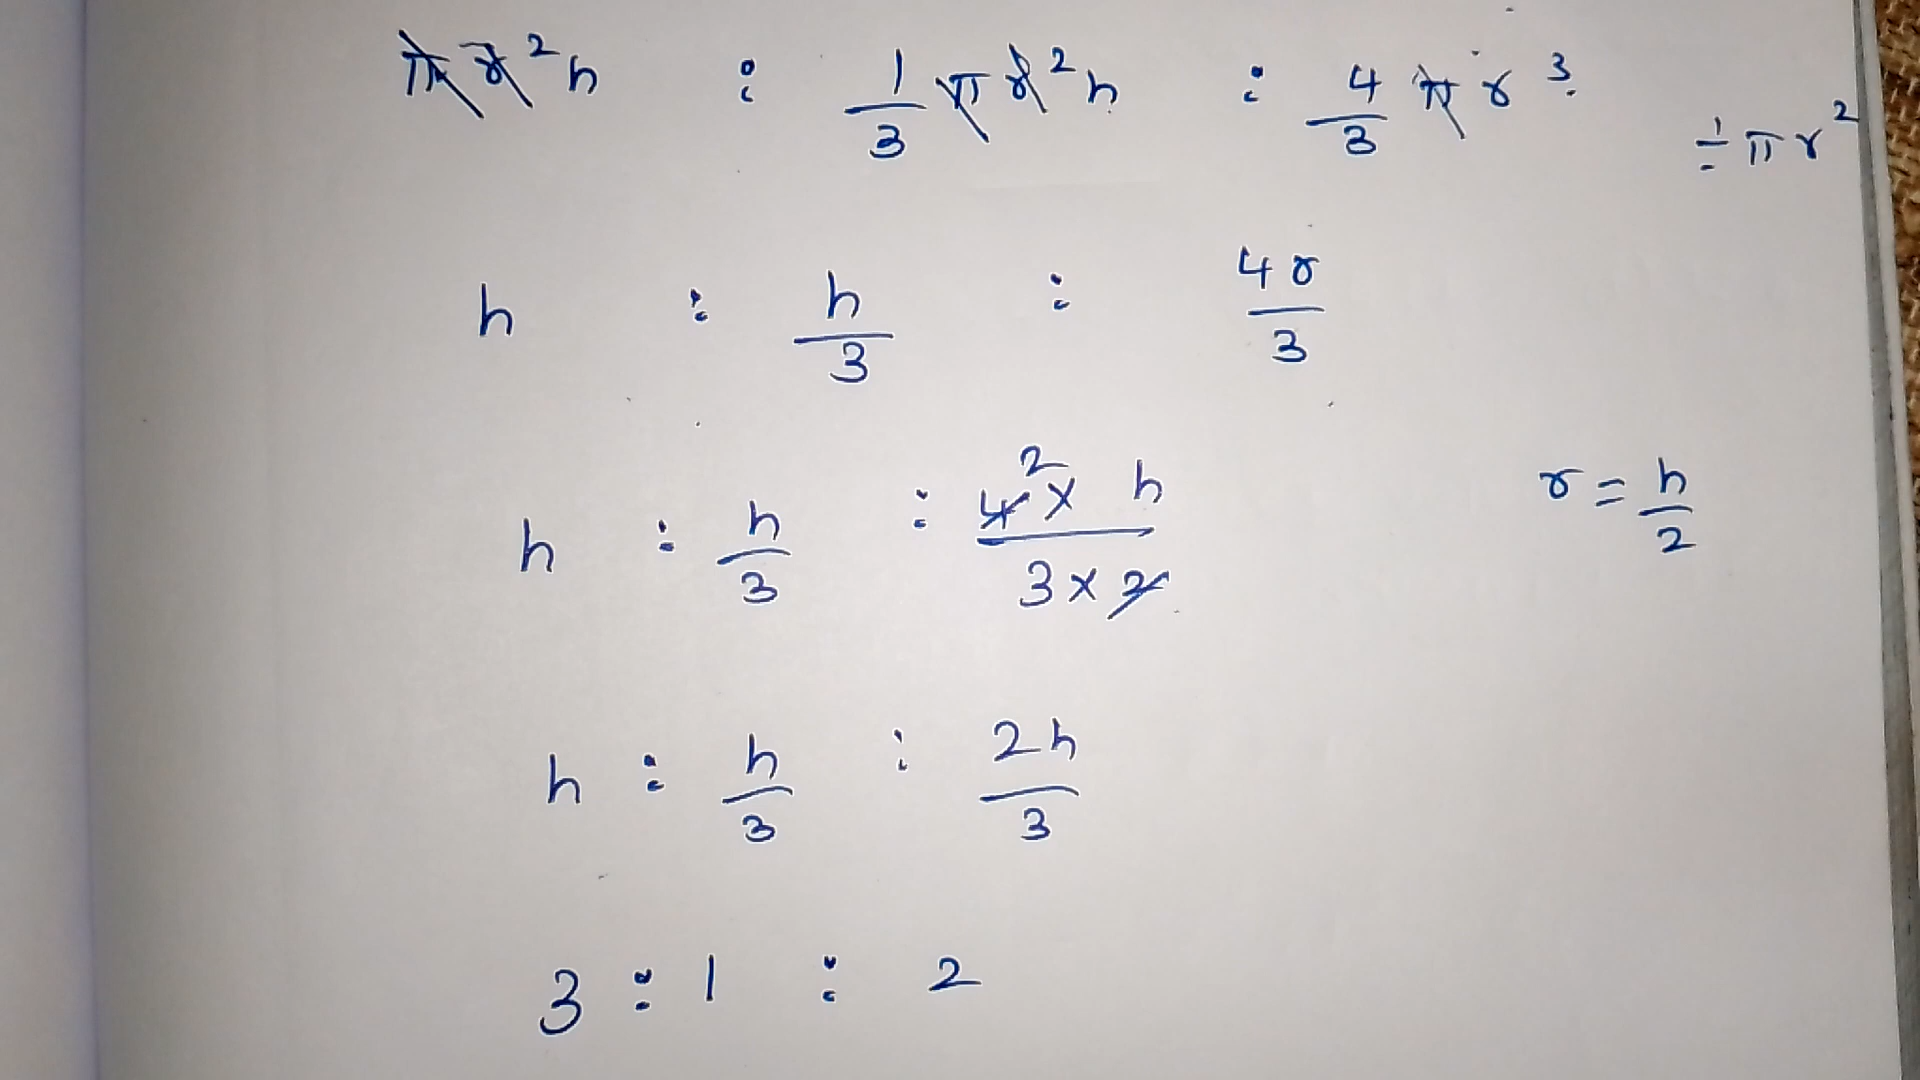 πr²h : 1/3 πr²h : 4/3 πr³ ÷ πr²
h : h/3 : 4r/3
h : h/3 : 4² × h / 3 × 2 r = h/2
h : h/3 : 2h/3
3 : 1 : 2